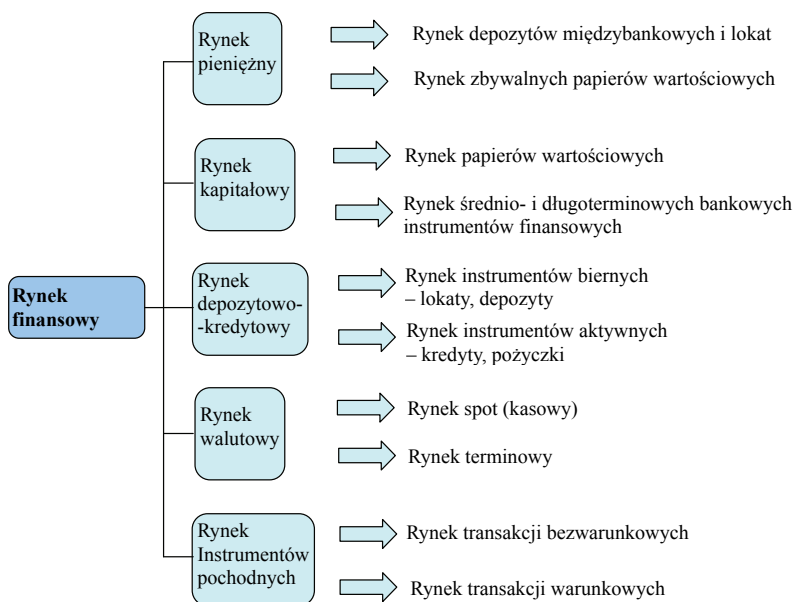 Rynek
finansowy
Rynek
pieniężny
Rynek depozytów międzybankowych i lokat
Rynek zbywalnych papierów wartościowych
Rynek
kapitałowy
Rynek papierów wartościowych
Rynek średnio- i długoterminowych bankowych
instrumentów finansowych
Rynek
depozytowo-
-kredytowy
Rynek instrumentów biernych
– lokaty, depozyty
Rynek instrumentów aktywnych
– kredyty, pożyczki
Rynek
walutowy
Rynek spot (kasowy)
Rynek terminowy
Rynek
Instrumentów
pochodnych
Rynek transakcji bezwarunkowych
Rynek transakcji warunkowych